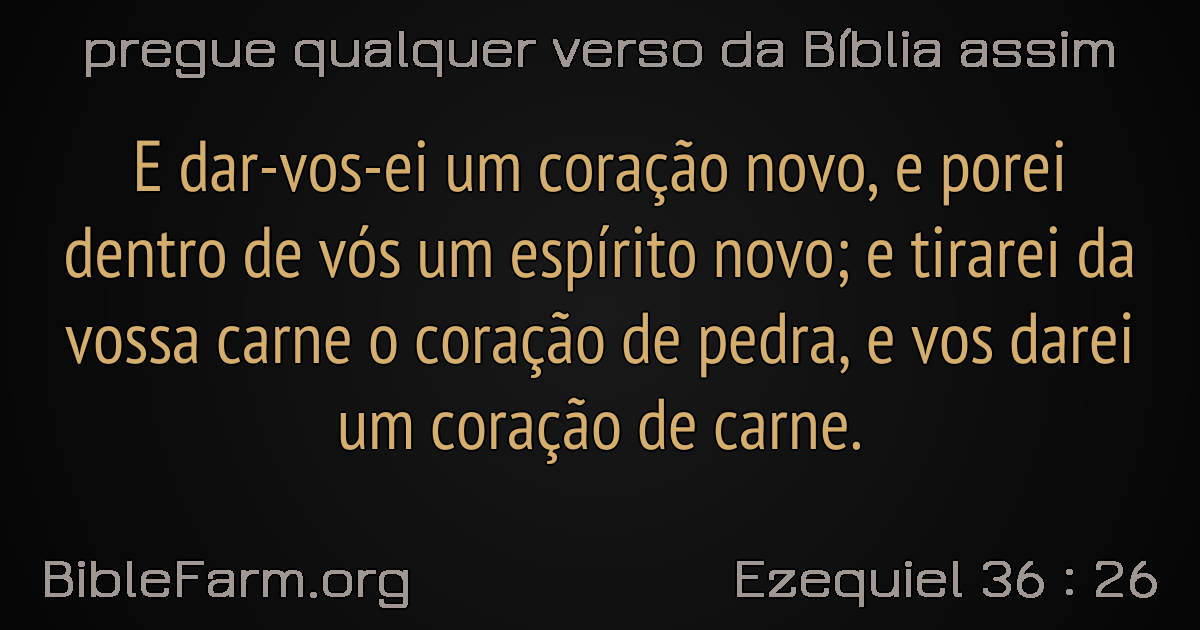 pregue qualquer verso da Bíblia assim
E dar-vos-ei um coração novo, e porei
dentro de vós um espírito novo; e tirarei da
vossa carne o coração de pedra, e vos darei
um coração de carne.
BibleFarm.org
Ezequiel 36 : 26